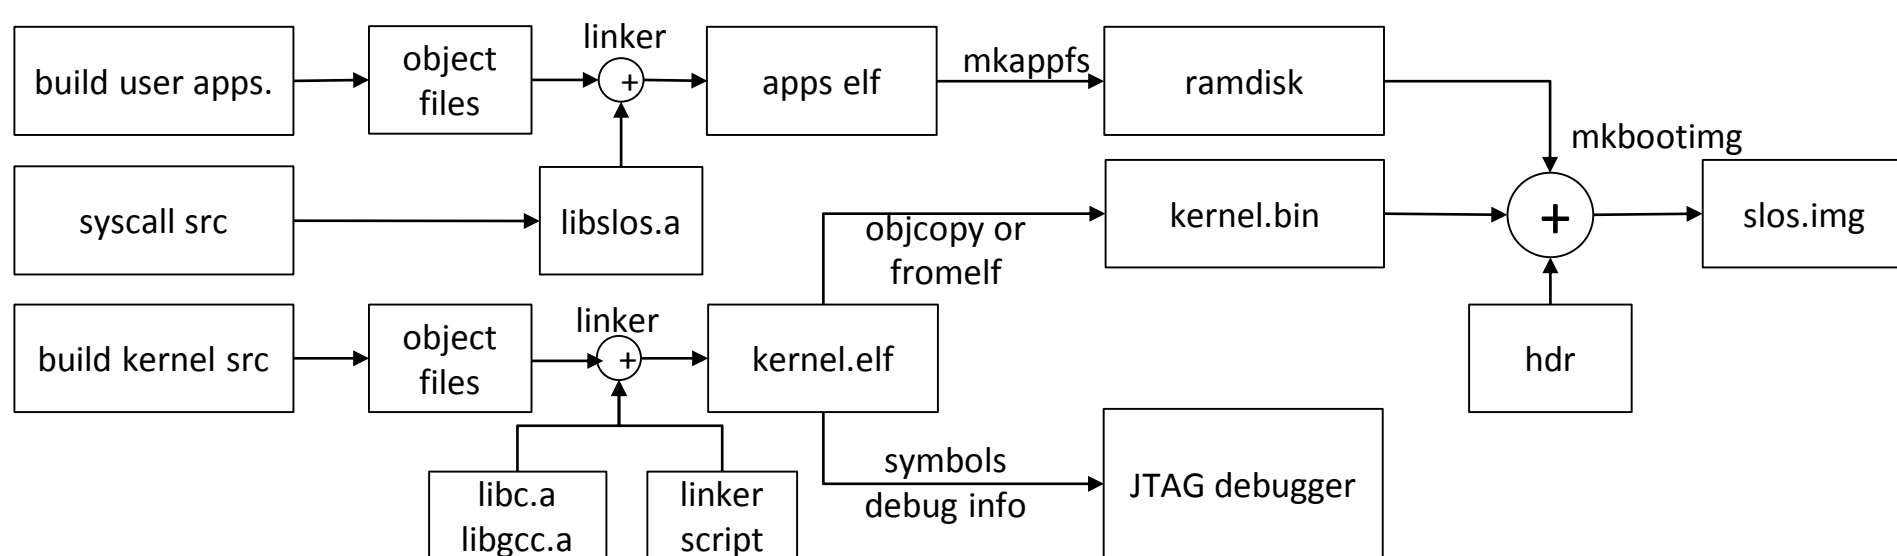 build user apps.
object
files
linker
+
apps elf
mkappfs
ramdisk
mkbootimg
syscall src
libslos.a
objcopy or
fromelf
kernel.bin
+
slos.img
build kernel src
object
files
linker
+
kernel.elf
hdr
libc.a
libgcc.a
linker
script
symbols
debug info
JTAG debugger